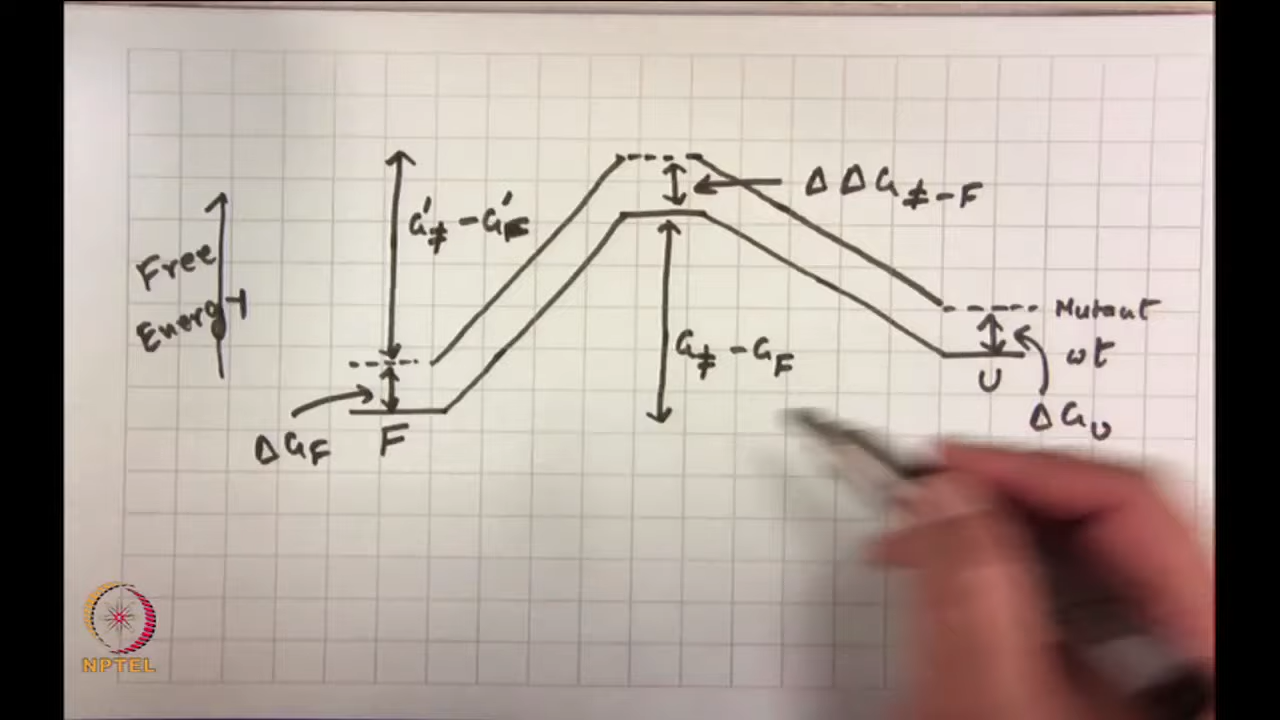 Free
Energy
G'≠ - G'F
ΔΔG≠-F
G≠ - GF
Mutant
wt
U
ΔGU
ΔGF
F
NPTEL